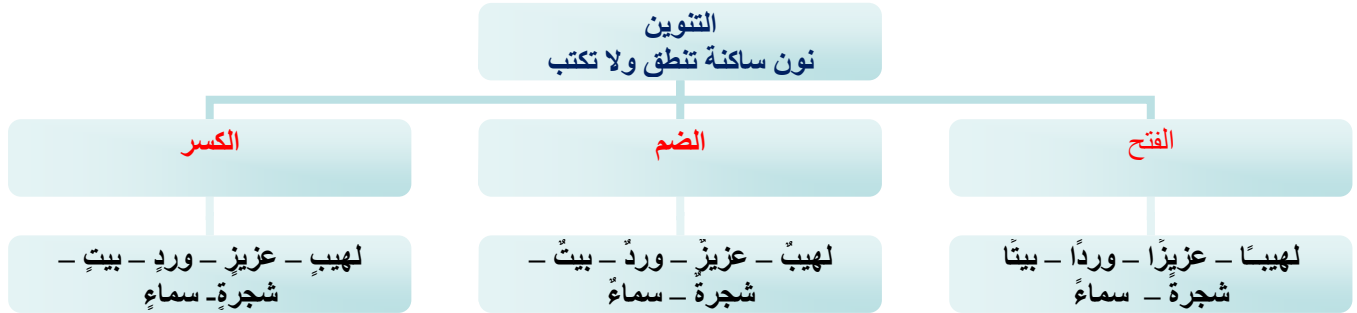 التنوين
نون ساكنة تنطق ولا تكتب
الفتح
الضم
الكسر
لهيبـًا – عزيزًا – وردًا – بيتًا
شجرةً – سماءً
لهيبٌ – عزيزٌ – وردٌ – بيتٌ –
شجرةٌ – سماءٌ
لهيبٍ – عزيزٍ – وردٍ – بيتٍ –
شجرةٍ- سماءٍ